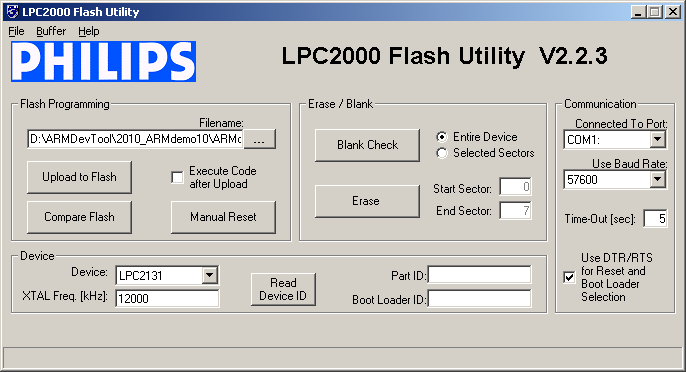 LPC2000 Flash Utility
File Buffer Help
PHILIPS
LPC2000 Flash Utility V2.2.3
Flash Programming
Filename:
D:\ARMDevTool\2010_ARMdemo10\ARM
...
Upload to Flash
Execute Code
after Upload
Compare Flash
Manual Reset
Erase / Blank
Blank Check
Entire Device
Selected Sectors
Erase
Start Sector: 0
End Sector: 7
Communication
Connected To Port:
COM1:
Use Baud Rate:
57600
Time-Out [sec]: 5
Use DTR/RTS
for Reset and
Boot Loader
Selection
Device
Device: LPC2131
XTAL Freq. [kHz]: 12000
Read
Device ID
Part ID:
Boot Loader ID: